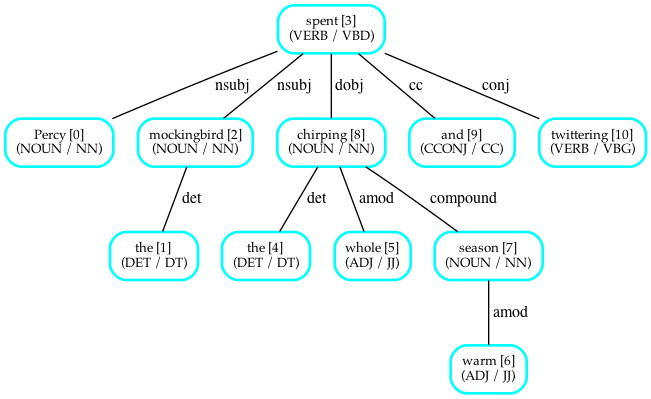 spent [3]
(VERB / VBD)
nsubj nsubj dobj cc conj
Percy [0] mockingbird [2] chirping [8] and [9] twittering [10]
(NOUN / NN) (NOUN / NN) (NOUN / NN) (CCONJ / CC) (VERB / VBG)
det det amod compound
the [1] the [4] whole [5] season [7]
(DET / DT) (DET / DT) (ADJ / JJ) (NOUN / NN)
amod
warm [6]
(ADJ / JJ)